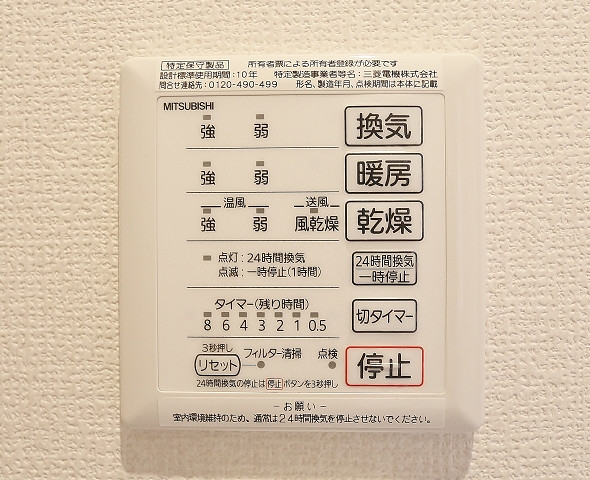 特定保守製品 所有者票による所有者登録が必要です
設計標準使用期間:10年 特定製造事業者等名:三菱電機株式会社
問合せ連絡先:0120-490-499 形名、製造年月、点検期間は本体に記載
MITSUBISHI
強 弱 換気
強 弱 暖房
温風 送風
強 弱 風乾燥 乾燥
点灯:24時間換気
点滅:一時停止(1時間)
24時間換気
一時停止
タイマー(残り時間)
8 6 4 3 2 1 0.5
切タイマー
3秒押し
リセット フィルター清掃 点検
停止
24時間換気の停止は停止ボタンを3秒押し
−お願い−
室内環境維持のため、通常は24時間換気を停止させないでください。